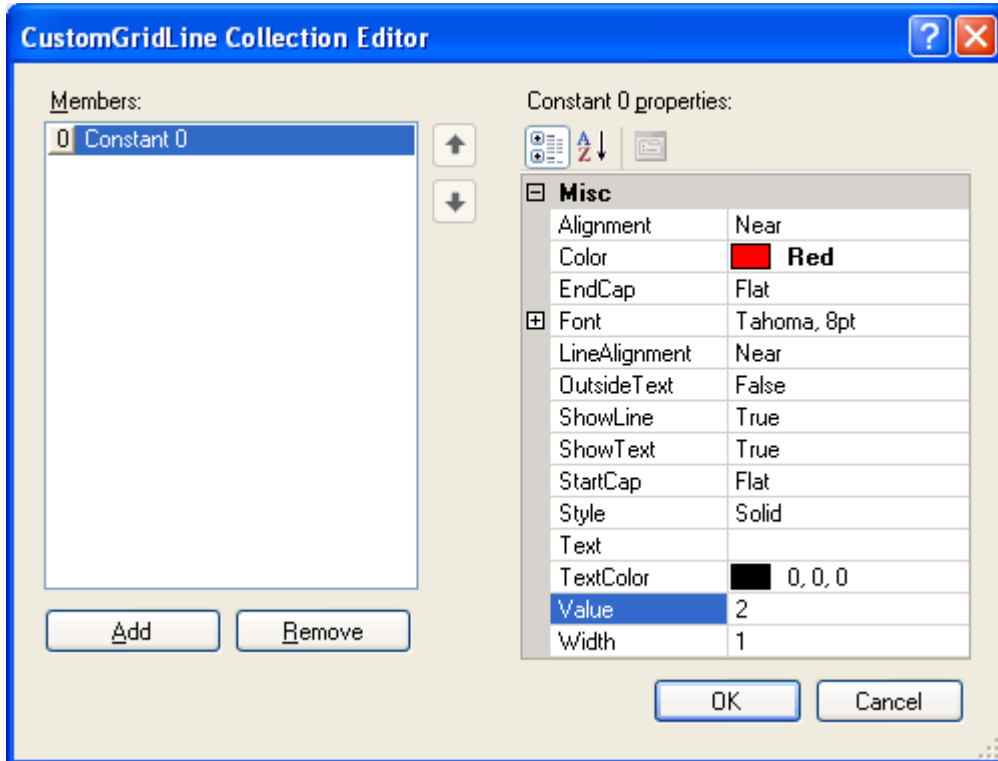 CustomGridLine Collection Editor
Members:
0 Constant 0
Add
Remove
Constant 0 properties:
A
Z
Misc
Alignment Near
Color Red
EndCap Flat
Font Tahoma, 8pt
LineAlignment Near
OutsideText False
ShowLine True
ShowText True
StartCap Flat
Style Solid
Text
TextColor 0, 0, 0
Value 2
Width 1
OK
Cancel